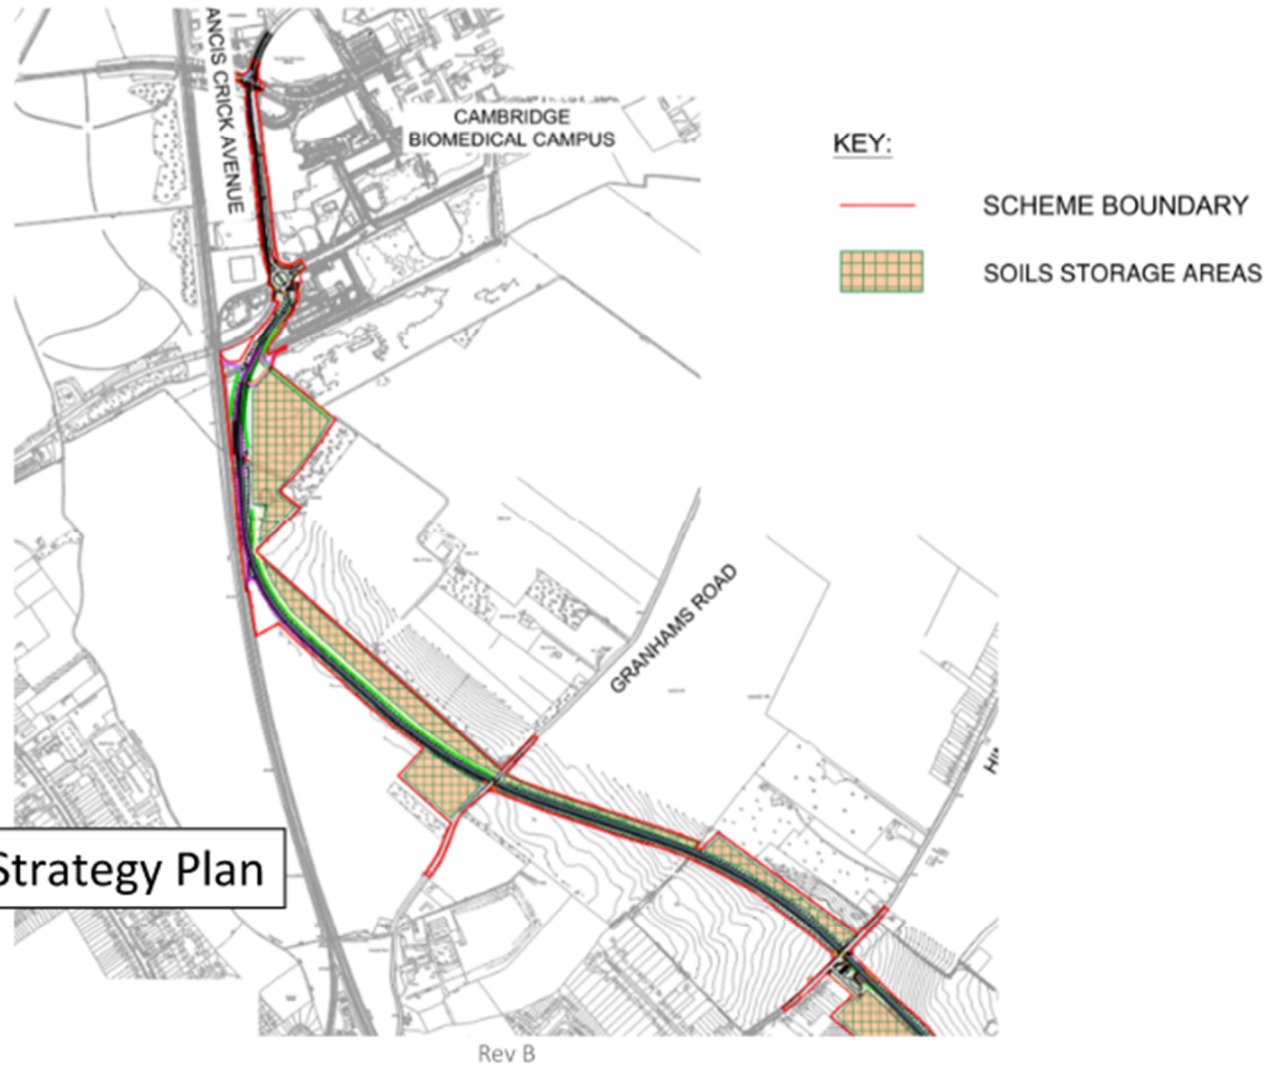 ANCIS CRICK AVENUE
CAMBRIDGE
BIOMEDICAL CAMPUS
KEY:
SCHEME BOUNDARY
SOILS STORAGE AREAS
GRANHAMS ROAD
Strategy Plan
Rev B